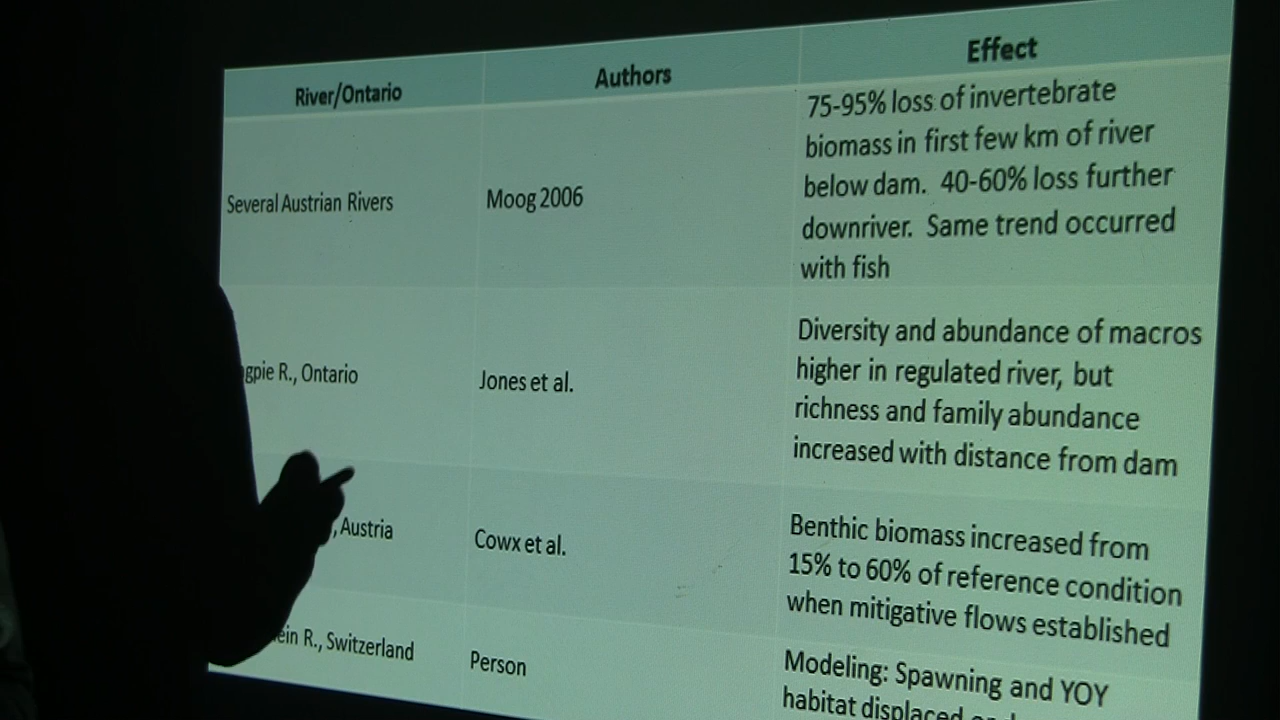 River/Ontario Authors Effect
Several Austrian Rivers Moog 2006
75-95% loss of invertebrate
biomass in first few km of river
below dam. 40-60% loss further
downriver. Same trend occurred
with fish
R., Ontario Jones et al.
Diversity and abundance of macros
higher in regulated river, but
richness and family abundance
increased with distance from dam
, Austria Cowx et al.
Benthic biomass increased from
15% to 60% of reference condition
when mitigative flows established
R., Switzerland Person
Modeling: Spawning and YOY
habitat displaced